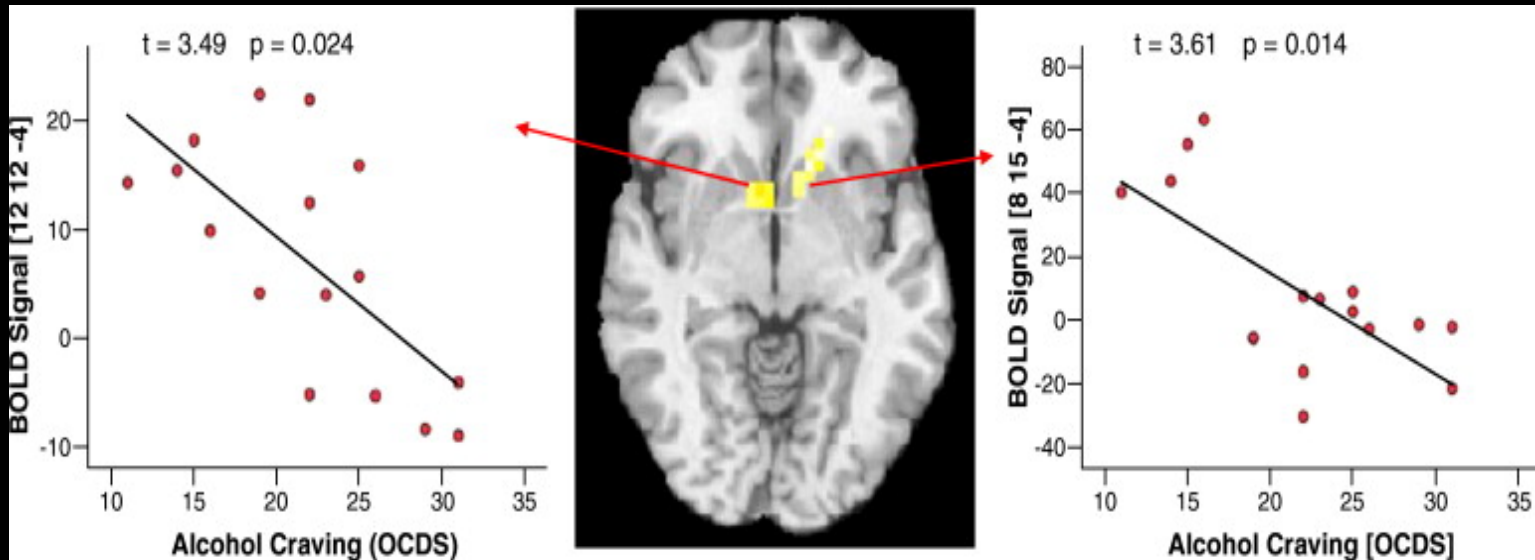 t = 3.49 p = 0.024
BOLD Signal [12 12 -4]
20
10
0
-10
10 15 20 25 30 35
Alcohol Craving (OCDS)
t = 3.61 p = 0.014
BOLD Signal [8 15 -4]
80
60
40
20
0
-20
-40
10 15 20 25 30 35
Alcohol Craving [OCDS]